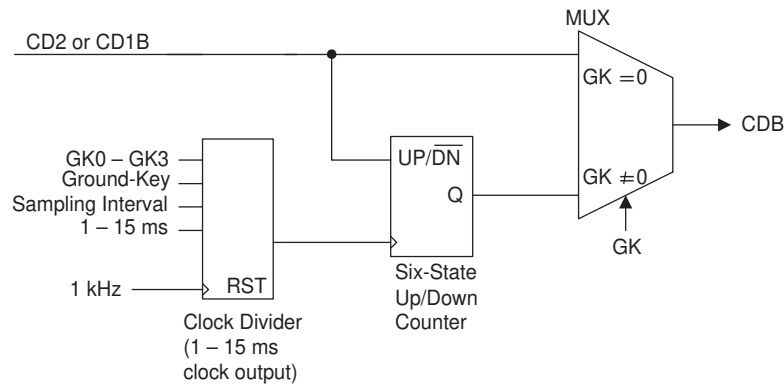 MUX
CD2 or CD1B
GK = 0
CDB
GK0 – GK3
Ground-Key
Sampling Interval
1 – 15 ms
UP/DN
Q
GK ≠ 0
GK
1 kHz
RST
Six-State
Up/Down
Counter
Clock Divider
(1 – 15 ms
clock output)